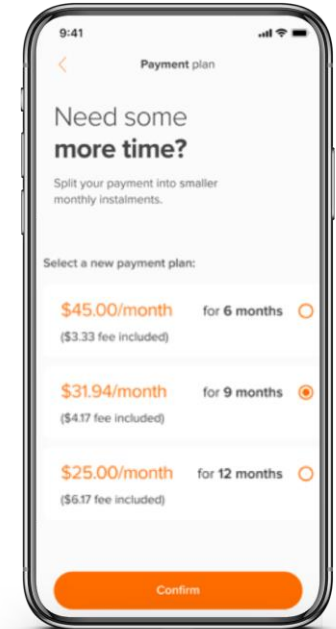 9:41
Payment plan
Need some
more time?
Split your payment into smaller
monthly instalments.
Select a new payment plan:
$45.00/month for 6 months
($3.33 fee included)
$31.94/month for 9 months
($4.17 fee included)
$25.00/month for 12 months
($6.17 fee included)
Confirm